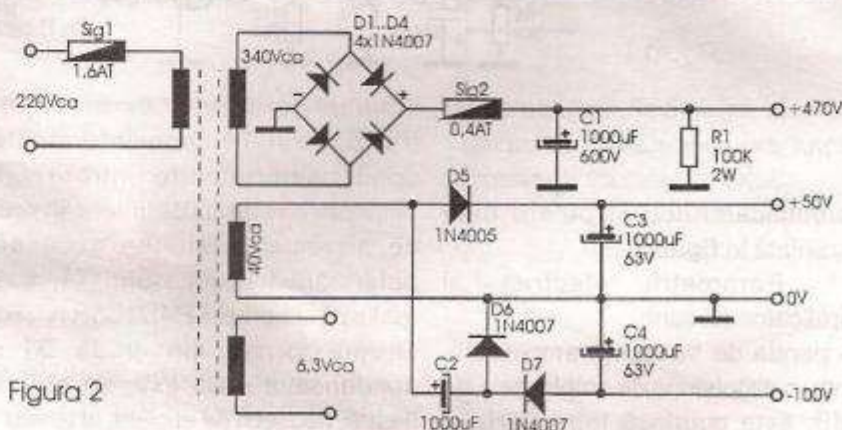 Sig1
1,6AT
220Vca
340Vca
D1..D4
4x1N4007
Sig2
0,4AT
C1
1000uF
600V
R1
100K
2W
+470V
D5
1N4005
+50V
40Vca
C3
1000uF
63V
0V
D6
1N4007
C4
1000uF
63V
6,3Vca
C2
1000uF
D7
1N4007
-100V
Figura 2